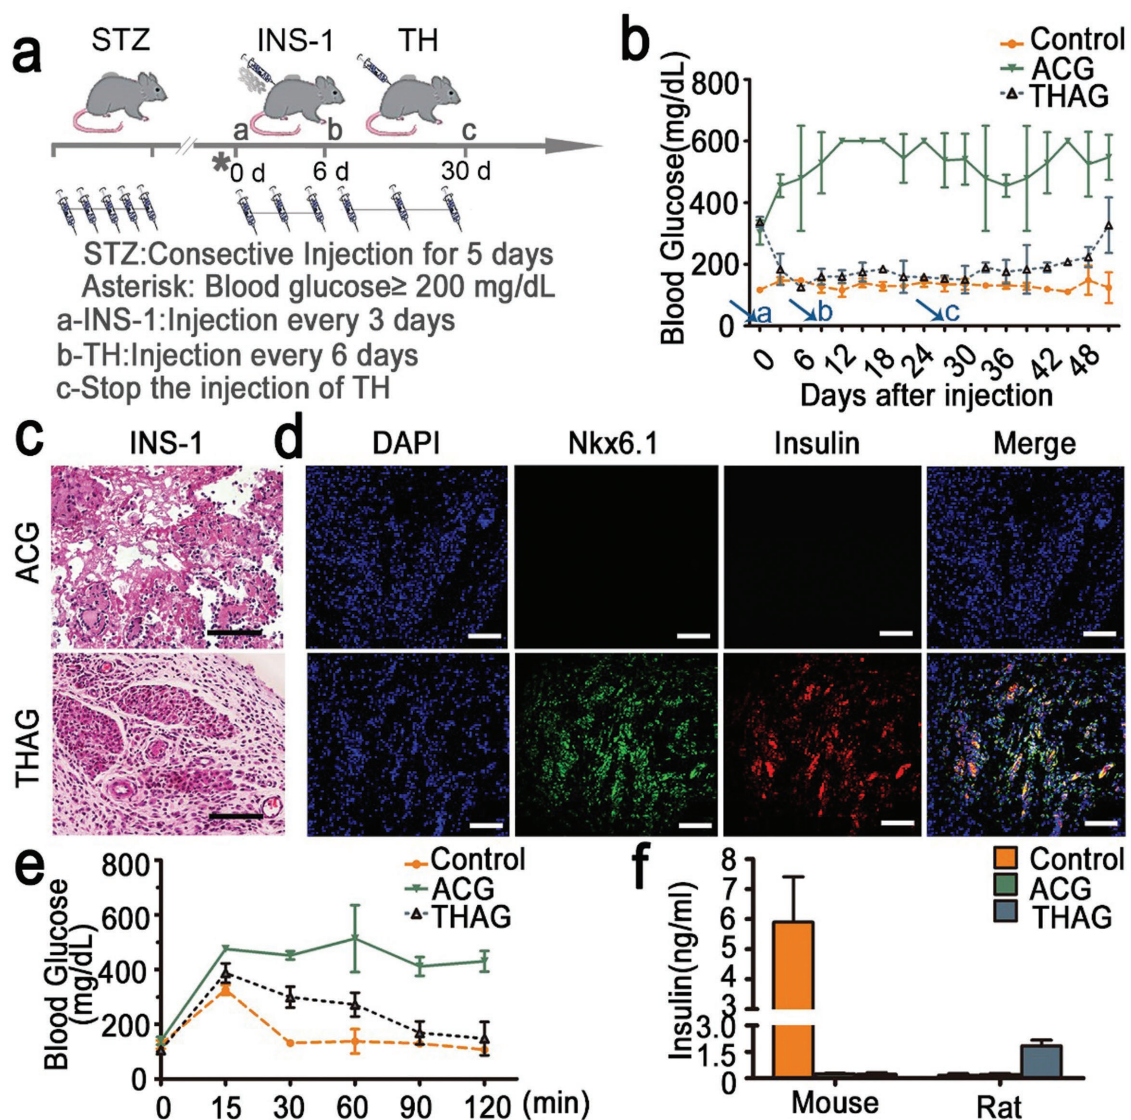 a
STZ
INS-1
TH
a
b
c
*
0 d
6 d
30 d
STZ:Consective Injection for 5 days
Asterisk: Blood glucose≥ 200 mg/dL
a-INS-1:Injection every 3 days
b-TH:Injection every 6 days
c-Stop the injection of TH
b
Control
ACG
THAG
Blood Glucose(mg/dL)
800
600
400
200
0
a
b
c
0 6 12 18 24 30 36 42 48
Days after injection
c
INS-1
ACG
THAG
d
DAPI
Nkx6.1
Insulin
Merge
e
Control
ACG
THAG
Blood Glucose
(mg/dL)
800
600
400
200
0
0 15 30 60 90 120 (min)
f
Control
ACG
THAG
Insulin(ng/ml)
8
7
6
5
4
3
3.0
1.5
0
Mouse
Rat